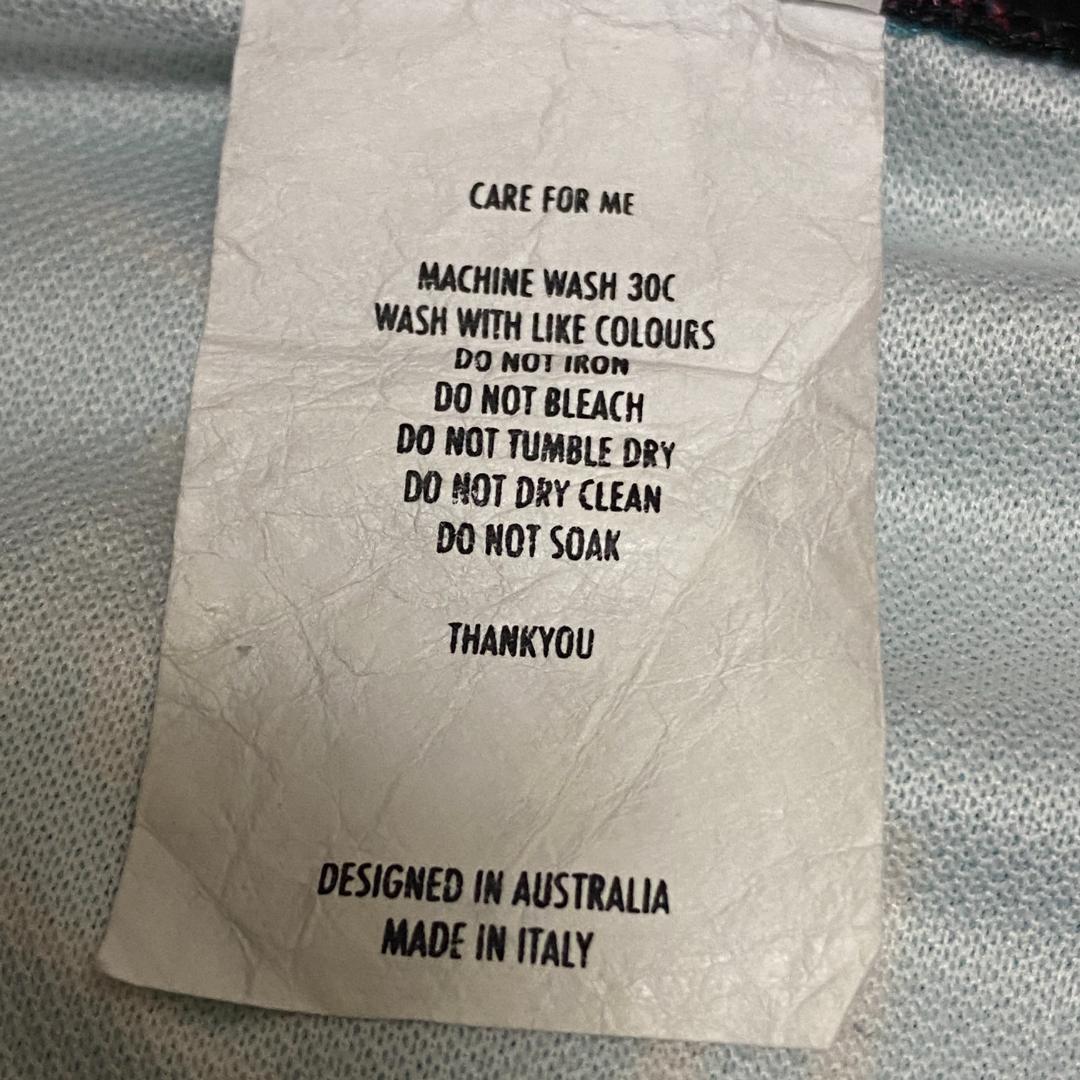 CARE FOR ME
MACHINE WASH 30C
WASH WITH LIKE COLOURS
DO NOT IRON
DO NOT BLEACH
DO NOT TUMBLE DRY
DO NOT DRY CLEAN
DO NOT SOAK
THANKYOU
DESIGNED IN AUSTRALIA
MADE IN ITALY